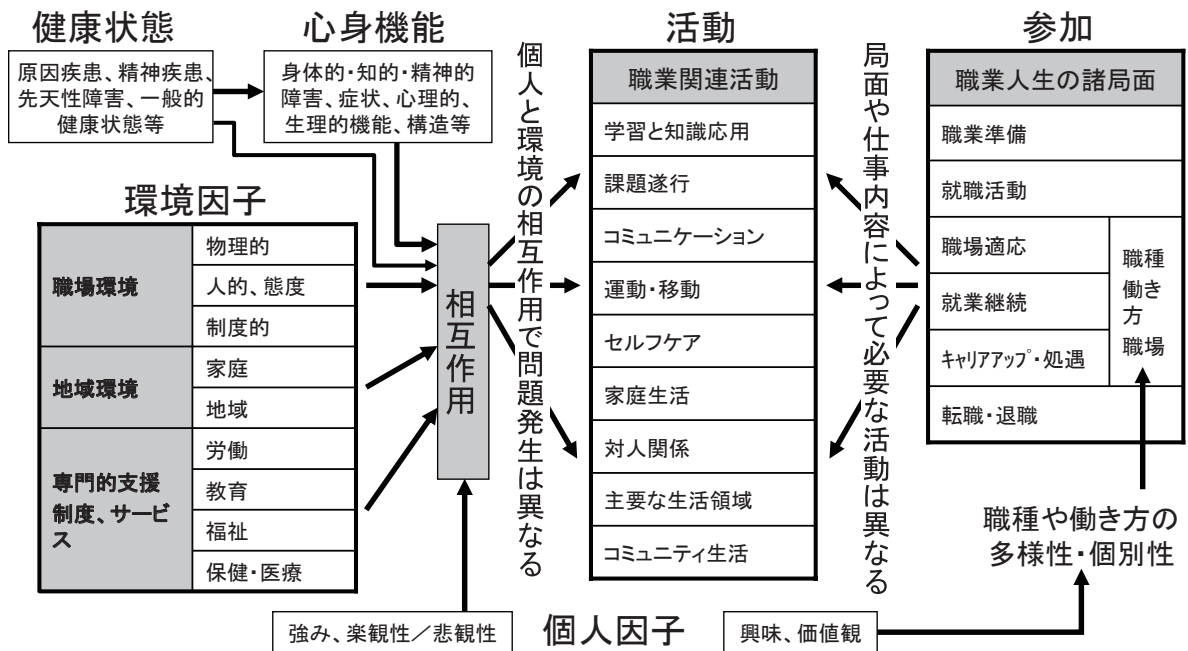 健康状態
原因疾患、精神疾患、
先天性障害、一般的
健康状態等
心身機能
身体的・知的・精神的
障害、症状、心理的、
生理的機能、構造等
環境因子
職場環境
物理的
人的、態度
制度的
地域環境
家庭
地域
専門的支援
制度、サービ
ス
労働
教育
福祉
保健・医療
相互作用
個人と環境の相互作用で問題発生は異なる
活動
職業関連活動
学習と知識応用
課題遂行
コミュニケーション
運動・移動
セルフケア
家庭生活
対人関係
主要な生活領域
コミュニティ生活
局面や仕事内容によって必要な活動は異なる
参加
職業人生の諸局面
職業準備
就職活動
職場適応
就業継続
キャリアアップ・処遇
職種
働き
方
職場
転職・退職
職種や働き方の
多様性・個別性
強み、楽観性／悲観性
個人因子
興味、価値観